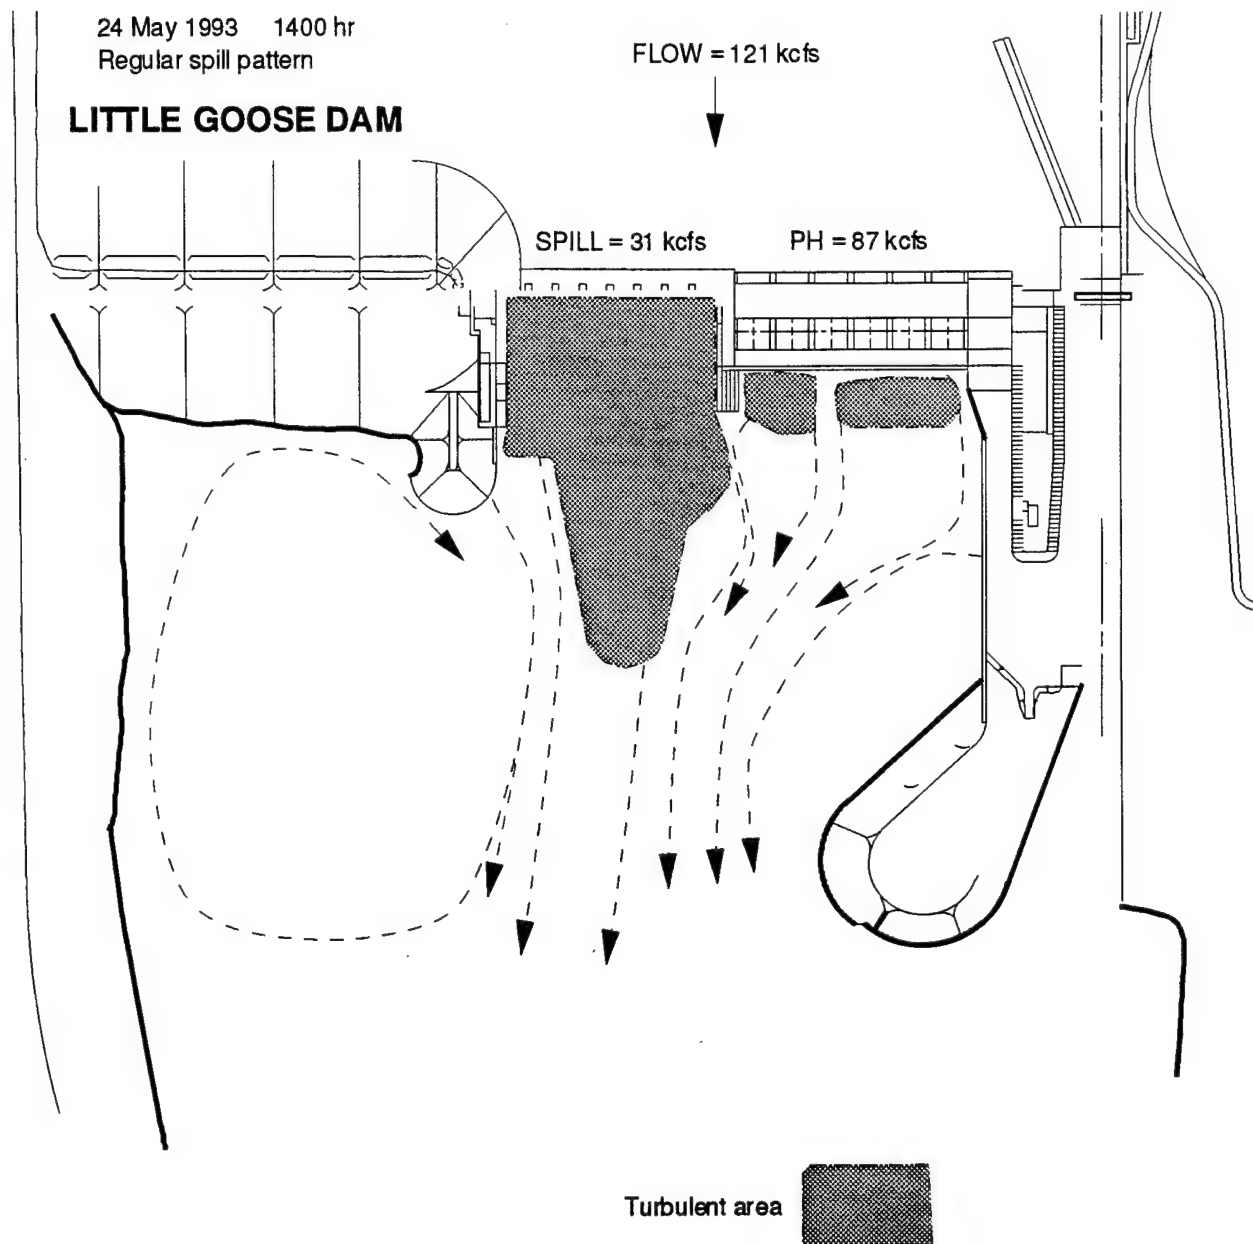 24 May 1993 1400 hr
Regular spill pattern
LITTLE GOOSE DAM
FLOW = 121 kcfs
SPILL = 31 kcfs
PH = 87 kcfs
Turbulent area